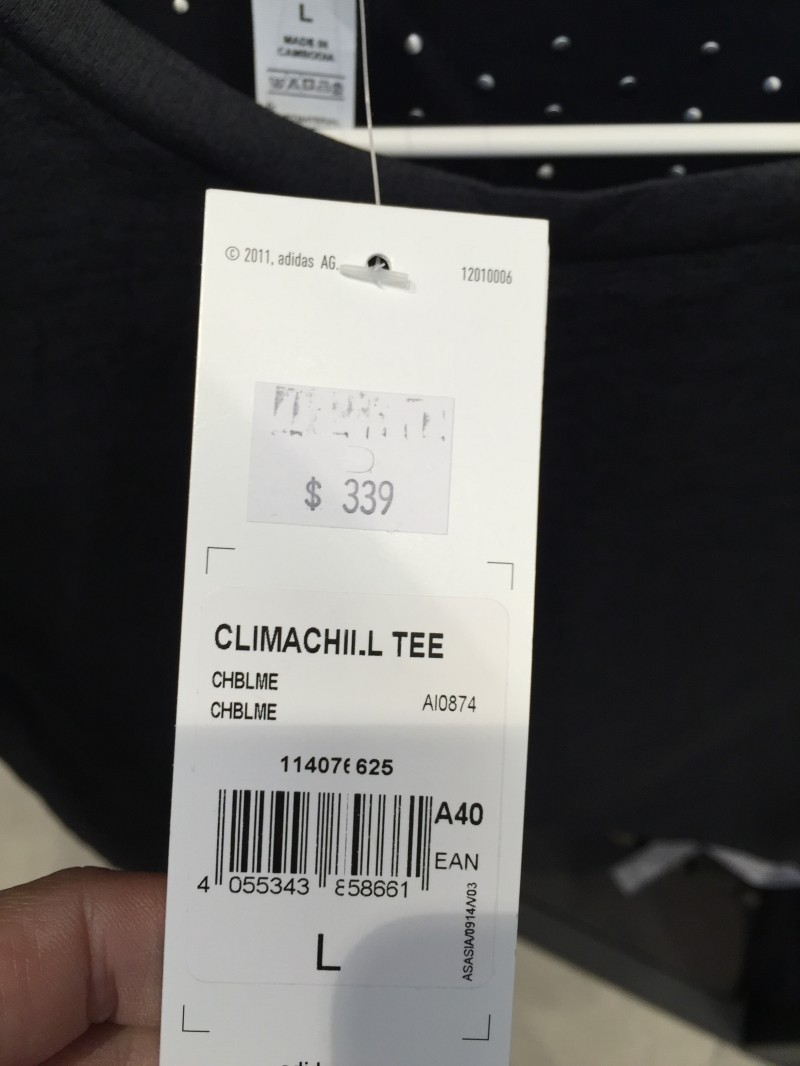 L
MADE IN
CAMBODIA
© 2011, adidas AG.
12010006
$ 339
CLIMACHILL TEE
CHBLME
CHBLME
AI0874
114076625
A40
EAN
4 055343 858661
ASASIA/0914/V03
L